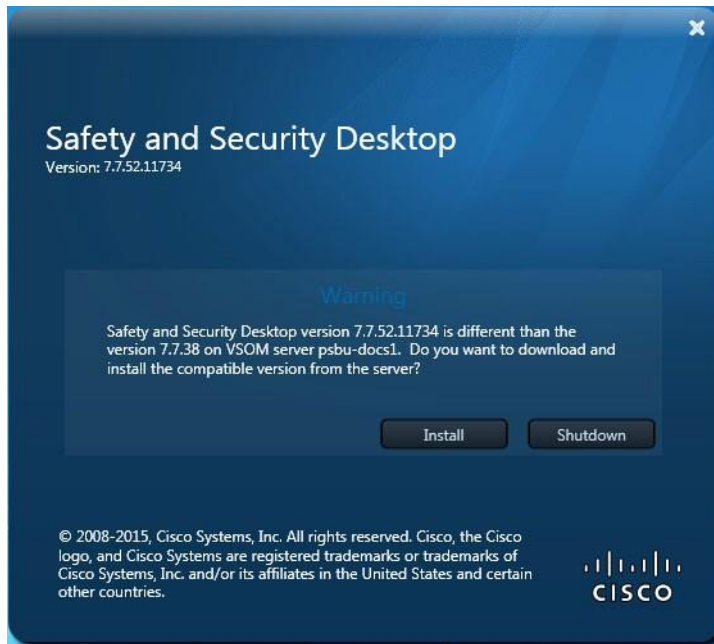 Safety and Security Desktop
Version: 7.7.52.11734
Warning
Safety and Security Desktop version 7.7.52.11734 is different than the
version 7.7.38 on VSOM server psbu-docs1.  Do you want to download and
install the compatible version from the server?
Install
Shutdown
© 2008-2015, Cisco Systems, Inc. All rights reserved. Cisco, the Cisco
logo, and Cisco Systems are registered trademarks or trademarks of
Cisco Systems, Inc. and/or its affiliates in the United States and certain
other countries.
CISCO